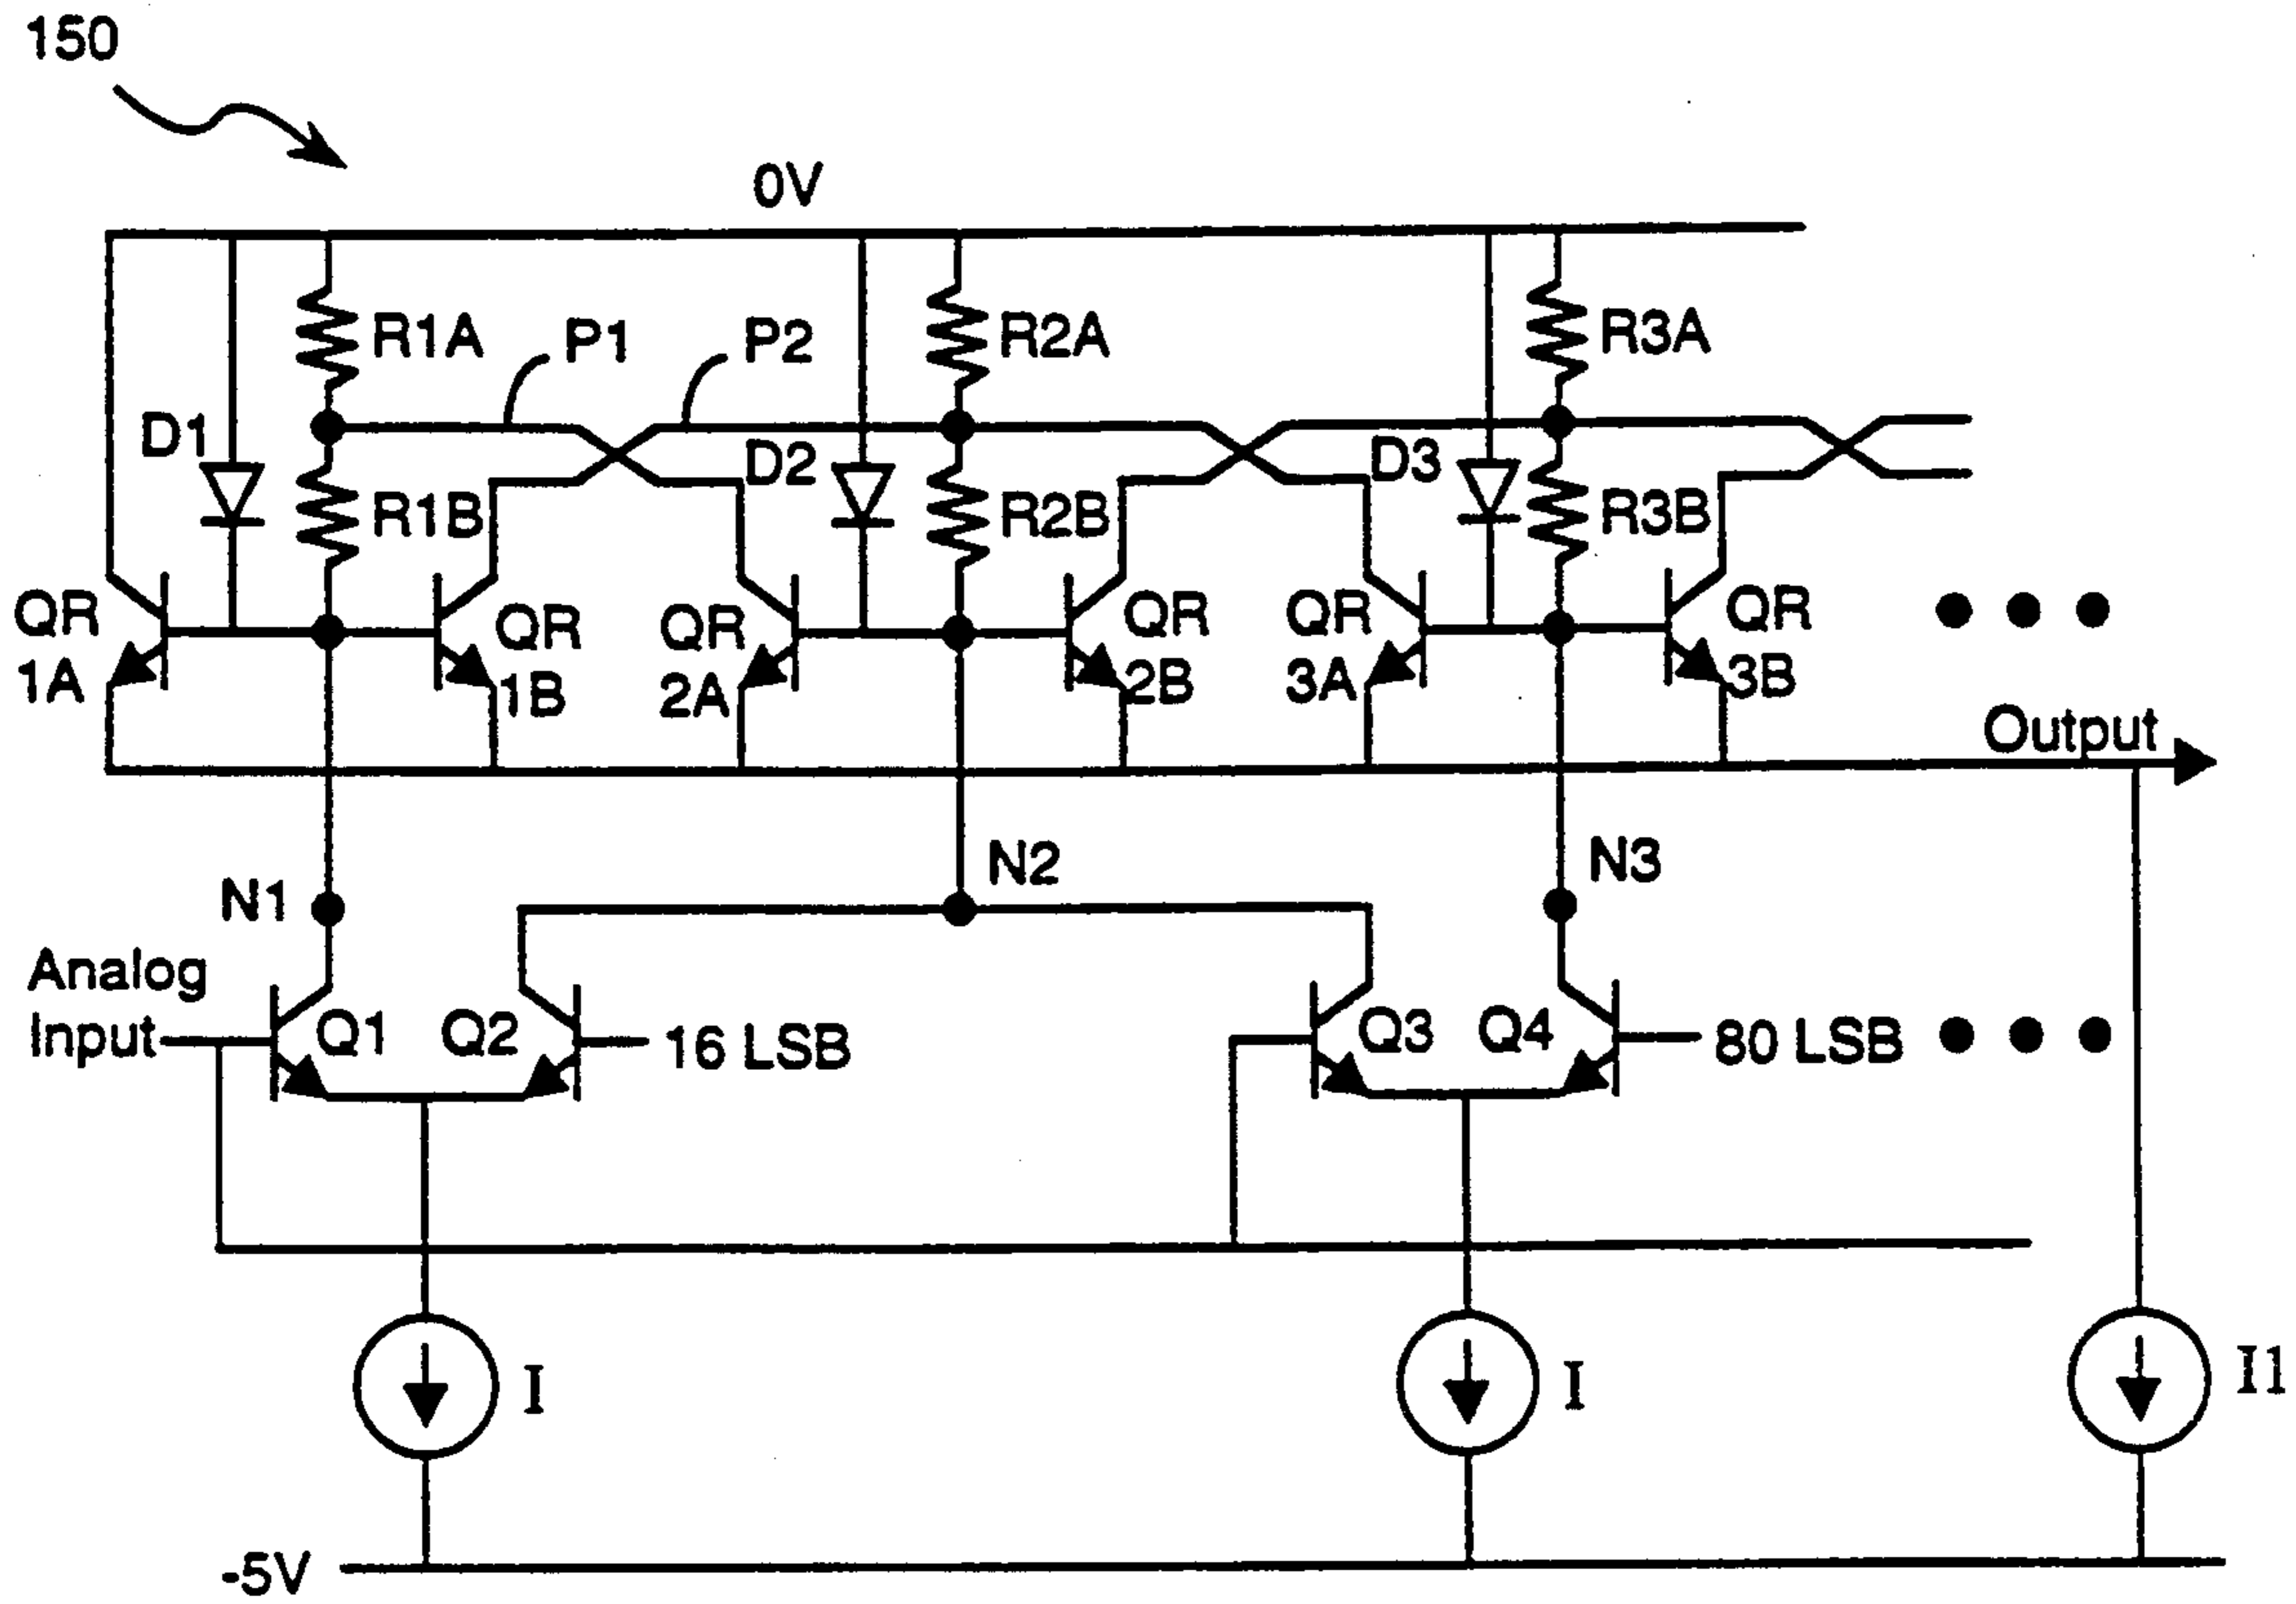 150
0V
R1A
P1
P2
R2A
R3A
D1
D2
D3
R1B
R2B
R3B
QR
1A
QR
1B
QR
2A
QR
2B
QR
3A
QR
3B
Output
N1
N2
N3
Analog
Input
Q1
Q2
16 LSB
Q3
Q4
80 LSB
I
I
I1
-5V